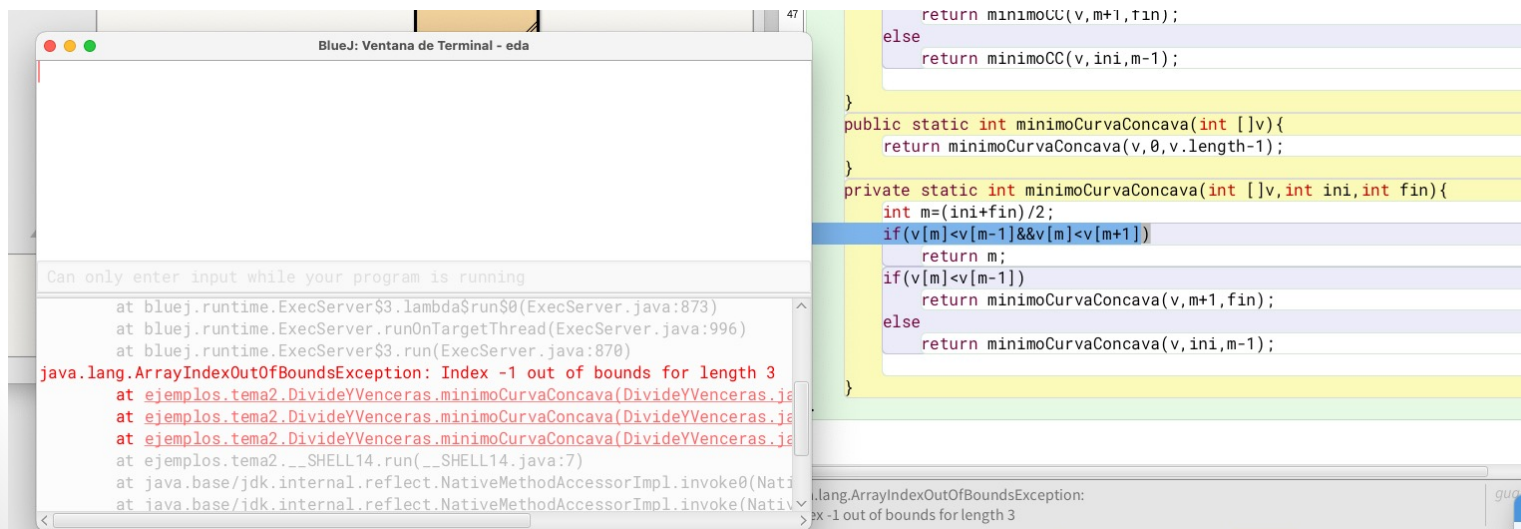 BlueJ: Ventana de Terminal - eda
Can only enter input while your program is running
at bluej.runtime.ExecServer$3.lambda$run$0(ExecServer.java:873)
at bluej.runtime.ExecServer.runOnTargetThread(ExecServer.java:996)
at bluej.runtime.ExecServer$3.run(ExecServer.java:870)
java.lang.ArrayIndexOutOfBoundsException: Index -1 out of bounds for length 3
at ejemplos.tema2.DivideYVenceras.minimoCurvaConcava(DivideYVenceras.ja
at ejemplos.tema2.DivideYVenceras.minimoCurvaConcava(DivideYVenceras.ja
at ejemplos.tema2.DivideYVenceras.minimoCurvaConcava(DivideYVenceras.ja
at ejemplos.tema2.__SHELL14.run(__SHELL14.java:7)
at java.base/jdk.internal.reflect.NativeMethodAccessorImpl.invoke0(Nati
at java.base/jdk.internal.reflect.NativeMethodAccessorImpl.invoke(Nativ
47
return minimoCC(v,m+1,fin);
else
return minimoCC(v,ini,m-1);
}
public static int minimoCurvaConcava(int []v){
return minimoCurvaConcava(v,0,v.length-1);
}
private static int minimoCurvaConcava(int []v,int ini,int fin){
int m=(ini+fin)/2;
if(v[m]<v[m-1]&&v[m]<v[m+1])
return m;
if(v[m]<v[m-1])
return minimoCurvaConcava(v,m+1,fin);
else
return minimoCurvaConcava(v,ini,m-1);
}
.lang.ArrayIndexOutOfBoundsException:
ex -1 out of bounds for length 3